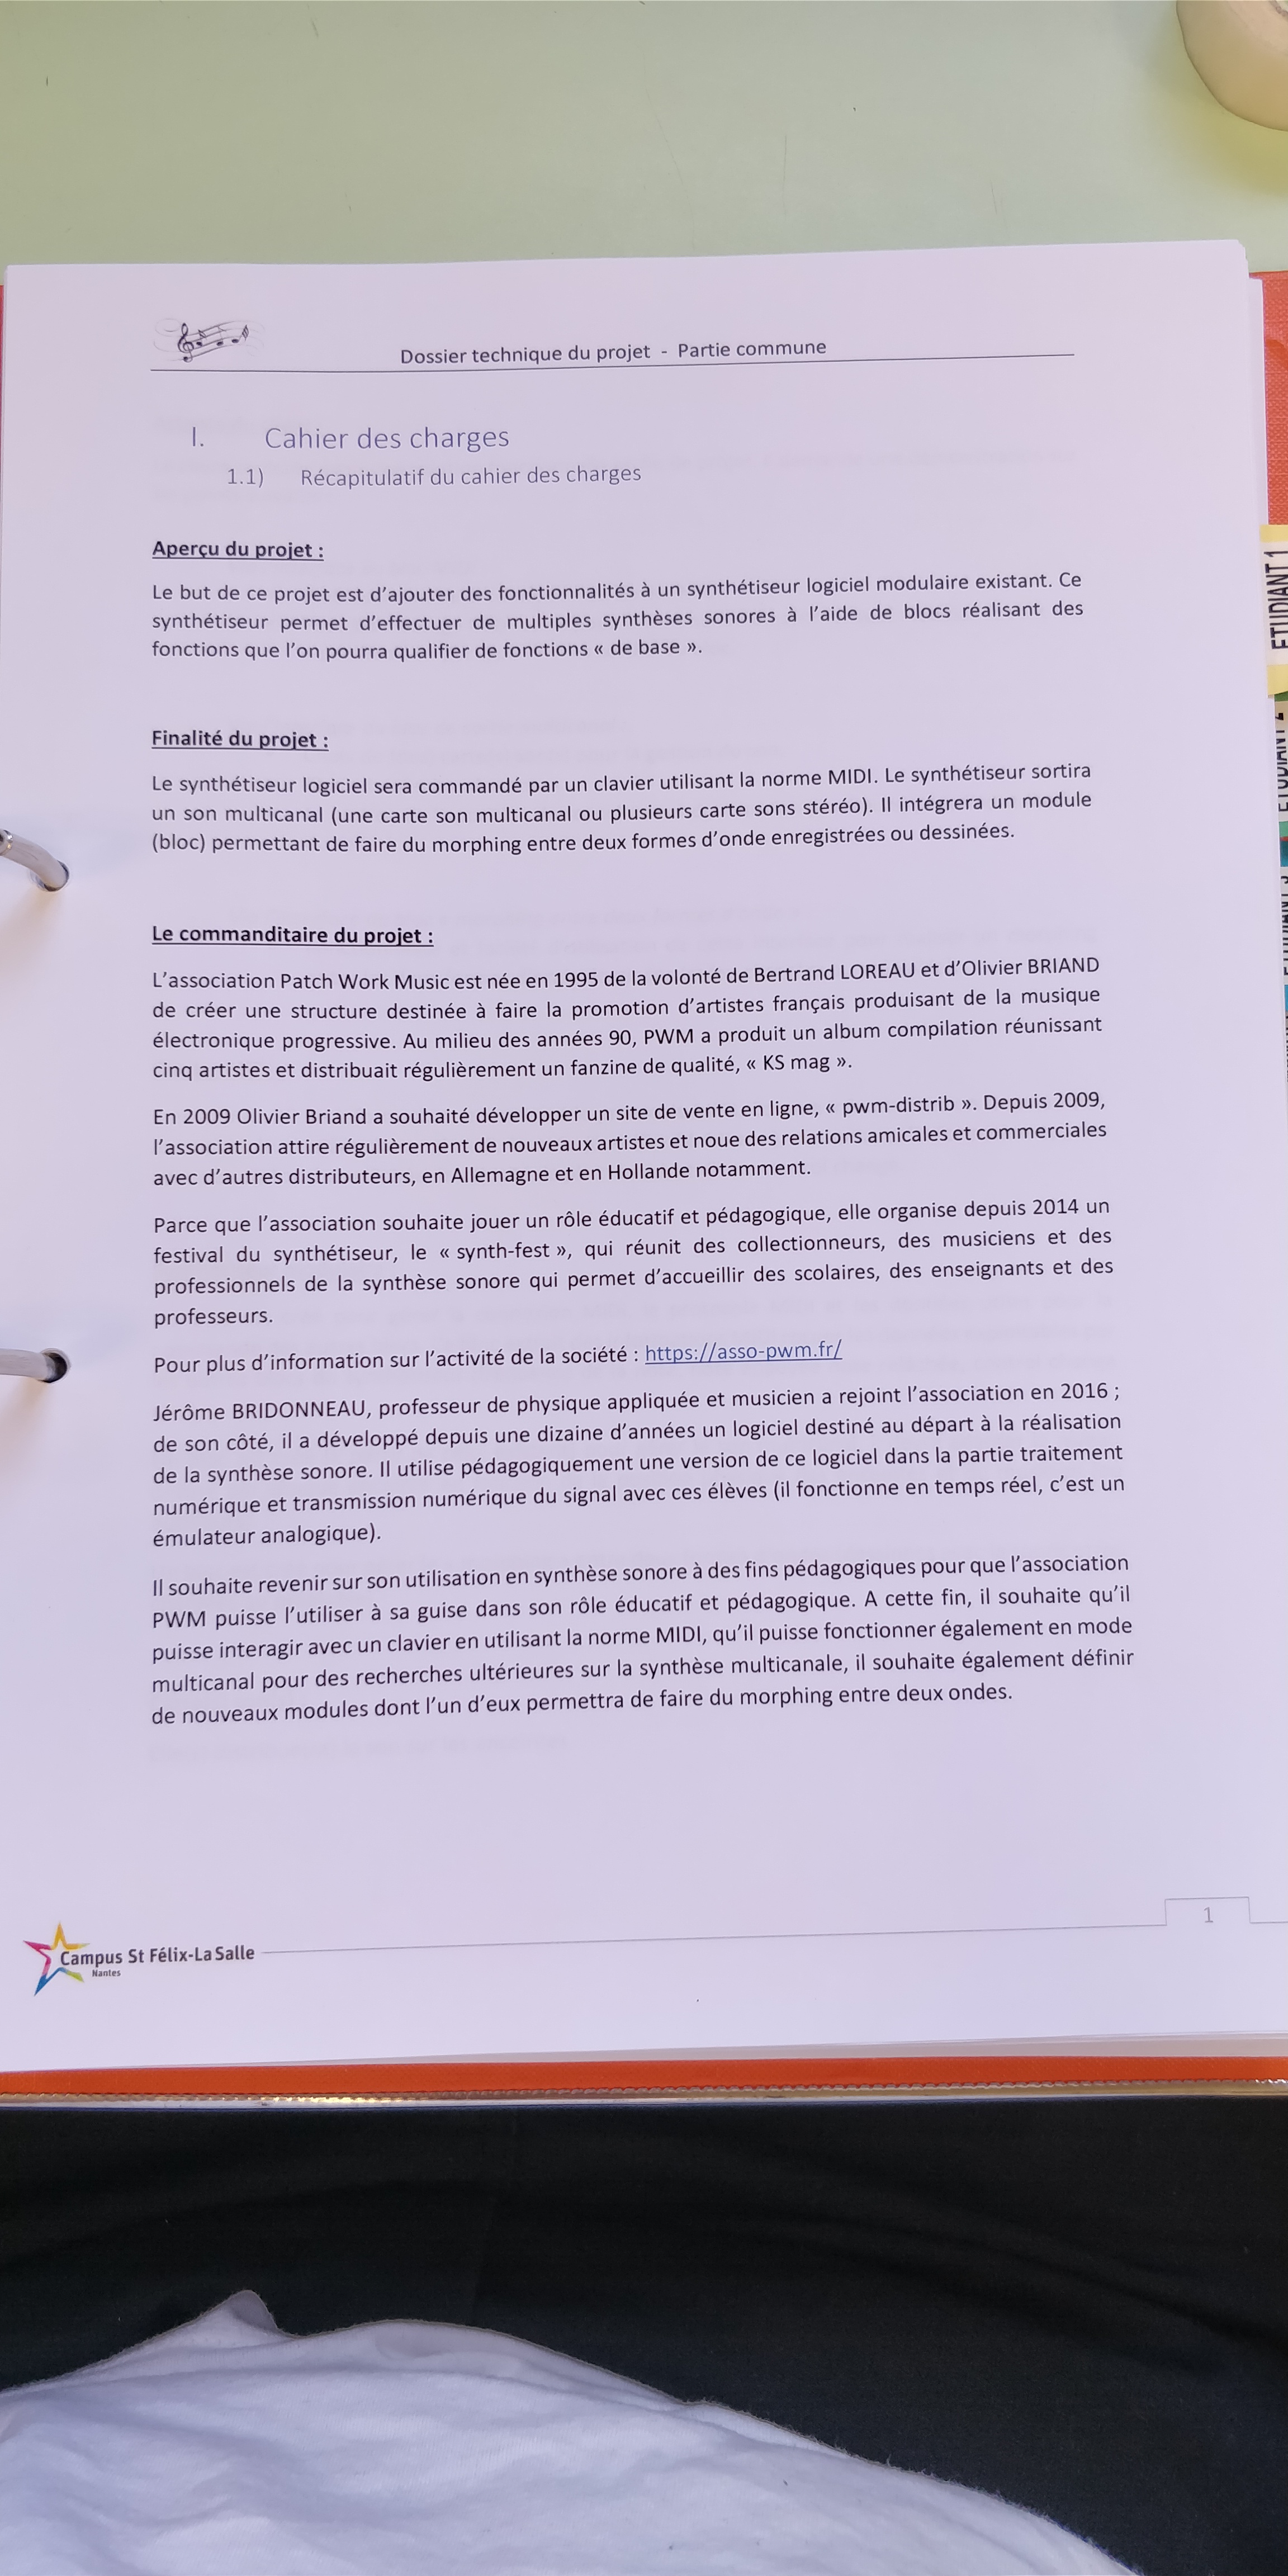 Dossier technique du projet - Partie commune
I. Cahier des charges
1.1) Récapitulatif du cahier des charges
Aperçu du projet :
Le but de ce projet est d'ajouter des fonctionnalités à un synthétiseur logiciel modulaire existant. Ce
synthétiseur permet d'effectuer de multiples synthèses sonores à l'aide de blocs réalisant des
fonctions que l'on pourra qualifier de fonctions « de base ».
Finalité du projet :
Le synthétiseur logiciel sera commandé par un clavier utilisant la norme MIDI. Le synthétiseur sortira
un son multicanal (une carte son multicanal ou plusieurs carte sons stéréo). Il intégrera un module
(bloc) permettant de faire du morphing entre deux formes d'onde enregistrées ou dessinées.
Le commanditaire du projet :
L'association Patch Work Music est née en 1995 de la volonté de Bertrand LOREAU et d'Olivier BRIAND
de créer une structure destinée à faire la promotion d'artistes français produisant de la musique
électronique progressive. Au milieu des années 90, PWM a produit un album compilation réunissant
cinq artistes et distribuait régulièrement un fanzine de qualité, « KS mag ».
En 2009 Olivier Briand a souhaité développer un site de vente en ligne, « pwm-distrib ». Depuis 2009,
l'association attire régulièrement de nouveaux artistes et noue des relations amicales et commerciales
avec d'autres distributeurs, en Allemagne et en Hollande notamment.
Parce que l'association souhaite jouer un rôle éducatif et pédagogique, elle organise depuis 2014 un
festival du synthétiseur, le « synth-fest », qui réunit des collectionneurs, des musiciens et des
professionnels de la synthèse sonore qui permet d'accueillir des scolaires, des enseignants et des
professeurs.
Pour plus d'information sur l'activité de la société : https://asso-pwm.fr/
Jérôme BRIDONNEAU, professeur de physique appliquée et musicien a rejoint l'association en 2016 ;
de son côté, il a développé depuis une dizaine d'années un logiciel destiné au départ à la réalisation
de la synthèse sonore. Il utilise pédagogiquement une version de ce logiciel dans la partie traitement
numérique et transmission numérique du signal avec ces élèves (il fonctionne en temps réel, c'est un
émulateur analogique).
Il souhaite revenir sur son utilisation en synthèse sonore à des fins pédagogiques pour que l'association
PWM puisse l'utiliser à sa guise dans son rôle éducatif et pédagogique. A cette fin, il souhaite qu'il
puisse interagir avec un clavier en utilisant la norme MIDI, qu'il puisse fonctionner également en mode
multicanal pour des recherches ultérieures sur la synthèse multicanale, il souhaite également définir
de nouveaux modules dont l'un d'eux permettra de faire du morphing entre deux ondes.
1
Campus St Félix-La Salle
Nantes
ETUDIANT 1
ETUDIANT 2
ETUDIANT 3